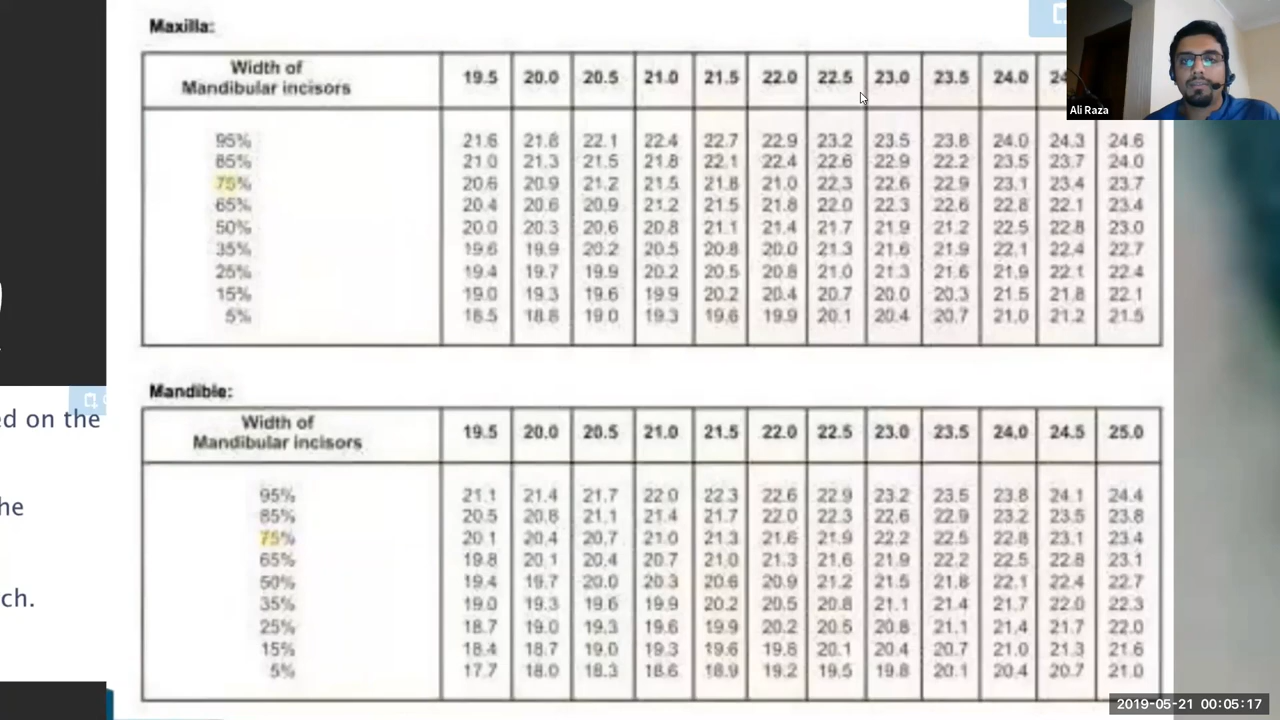 Maxilla:
Width of
Mandibular incisors 19.5 20.0 20.5 21.0 21.5 22.0 22.5 23.0 23.5 24.0 24
95% 21.6 21.8 22.1 22.4 22.7 22.9 23.2 23.5 23.8 24.0 24.3 24.6
85% 21.0 21.3 21.5 21.8 22.1 22.4 22.6 22.9 22.2 23.5 23.7 24.0
75% 20.6 20.9 21.2 21.5 21.8 21.0 22.3 22.6 22.9 23.1 23.4 23.7
65% 20.4 20.6 20.9 21.2 21.5 21.8 22.0 22.3 22.6 22.8 22.1 23.4
50% 20.0 20.3 20.6 20.8 21.1 21.4 21.7 21.9 21.2 22.5 22.8 23.0
35% 19.6 19.9 20.2 20.5 20.8 20.0 21.3 21.6 21.9 22.1 22.4 22.7
25% 19.4 19.7 19.9 20.2 20.5 20.8 21.0 21.3 21.6 21.9 22.1 22.4
15% 19.0 19.3 19.6 19.9 20.2 20.4 20.7 20.0 20.3 21.5 21.8 22.1
5% 18.5 18.8 19.0 19.3 19.6 19.9 20.1 20.4 20.7 21.0 21.2 21.5
Mandible:
Width of
Mandibular incisors 19.5 20.0 20.5 21.0 21.5 22.0 22.5 23.0 23.5 24.0 24.5 25.0
95% 21.1 21.4 21.7 22.0 22.3 22.6 22.9 23.2 23.5 23.8 24.1 24.4
85% 20.5 20.8 21.1 21.4 21.7 22.0 22.3 22.6 22.9 23.2 23.5 23.8
75% 20.1 20.4 20.7 21.0 21.3 21.6 21.9 22.2 22.5 22.8 23.1 23.4
65% 19.8 20.1 20.4 20.7 21.0 21.3 21.6 21.9 22.2 22.5 22.8 23.1
50% 19.4 19.7 20.0 20.3 20.6 20.9 21.2 21.5 21.8 22.1 22.4 22.7
35% 19.0 19.3 19.6 19.9 20.2 20.5 20.8 21.1 21.4 21.7 22.0 22.3
25% 18.7 19.0 19.3 19.6 19.9 20.2 20.5 20.8 21.1 21.4 21.7 22.0
15% 18.4 18.7 19.0 19.3 19.6 19.8 20.1 20.4 20.7 21.0 21.3 21.6
5% 17.7 18.0 18.3 18.6 18.9 19.2 19.5 19.8 20.1 20.4 20.7 21.0
ed on the
he
ch.
Ali Raza
2019-05-21 00:05:17